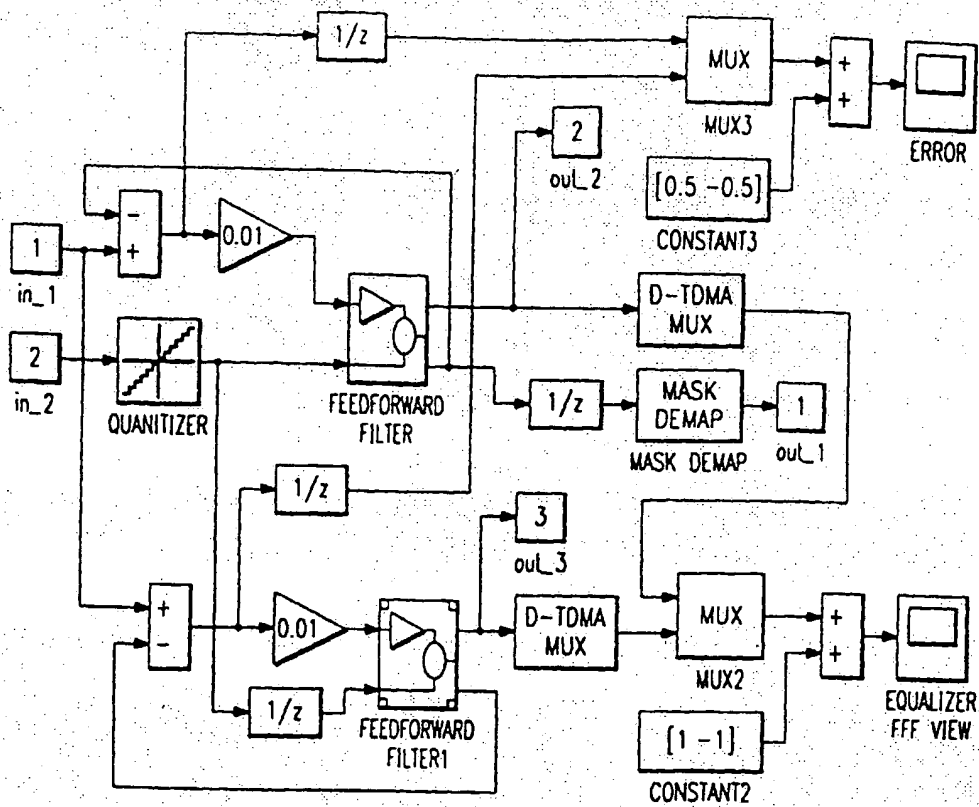 1/z
MUX
MUX3
+
+
ERROR
2
out_2
[0.5 -0.5]
CONSTANT3
-
+
0.01
1
in_1
2
in_2
QUANITIZER
FEEDFORWARD
FILTER
D-TDMA
MUX
1/z
MASK
DEMAP
MASK DEMAP
1
out_1
1/z
3
out_3
+
-
0.01
1/z
FEEDFORWARD
FILTER1
D-TDMA
MUX
MUX
MUX2
+
+
[1 -1]
CONSTANT2
EQUALIZER
FFF VIEW